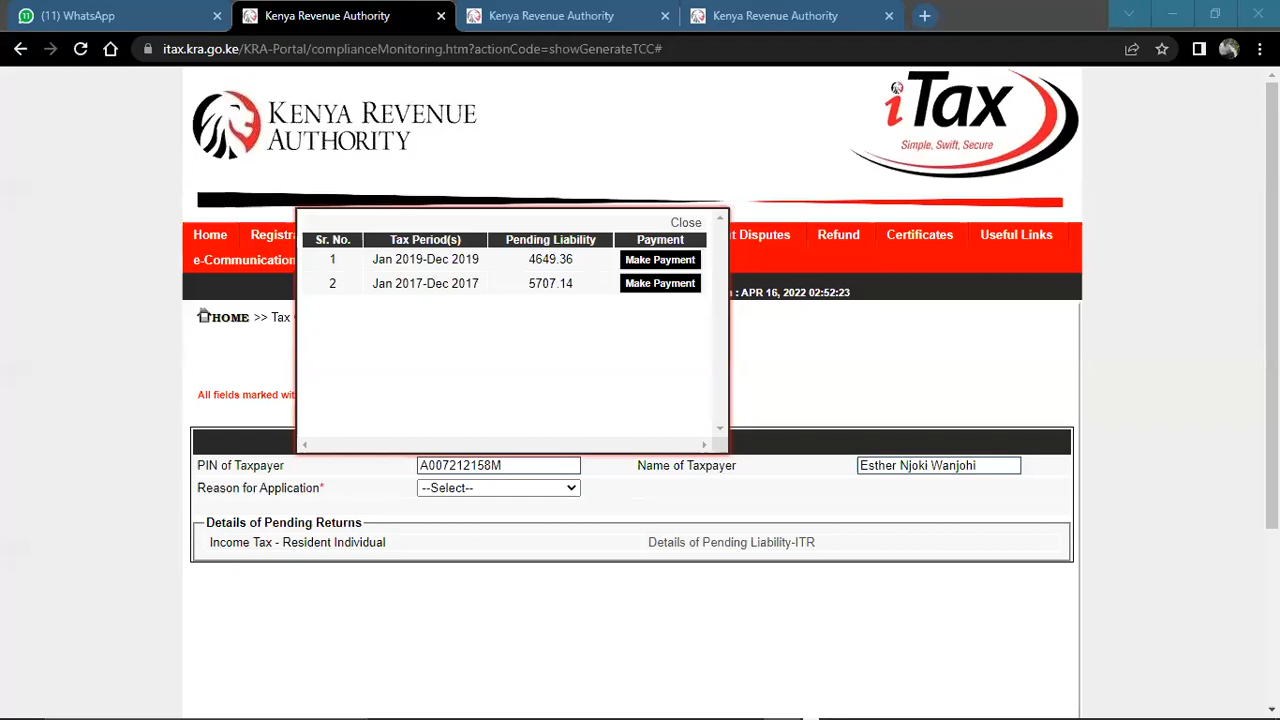 (11) WhatsApp
Kenya Revenue Authority
Kenya Revenue Authority
Kenya Revenue Authority
itax.kra.go.ke/KRA-Portal/complianceMonitoring.htm?actionCode=showGenerateTCC#
KENYA REVENUE
AUTHORITY
iTax
Simple, Swift, Secure
Close
Sr. No. Tax Period(s) Pending Liability Payment
1 Jan 2019-Dec 2019 4649.36 Make Payment
2 Jan 2017-Dec 2017 5707.14 Make Payment
Home Registra t Disputes Refund Certificates Useful Links
e-Communication
: APR 16, 2022 02:52:23
HOME >> Tax
All fields marked wit
PIN of Taxpayer A007212158M Name of Taxpayer Esther Njoki Wanjohi
Reason for Application* --Select--
Details of Pending Returns
Income Tax - Resident Individual Details of Pending Liability-ITR